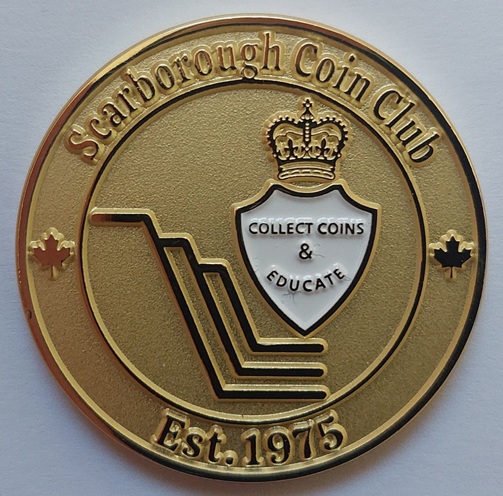 Scarborough Coin Club
COLLECT COINS
&
EDUCATE
Est. 1975